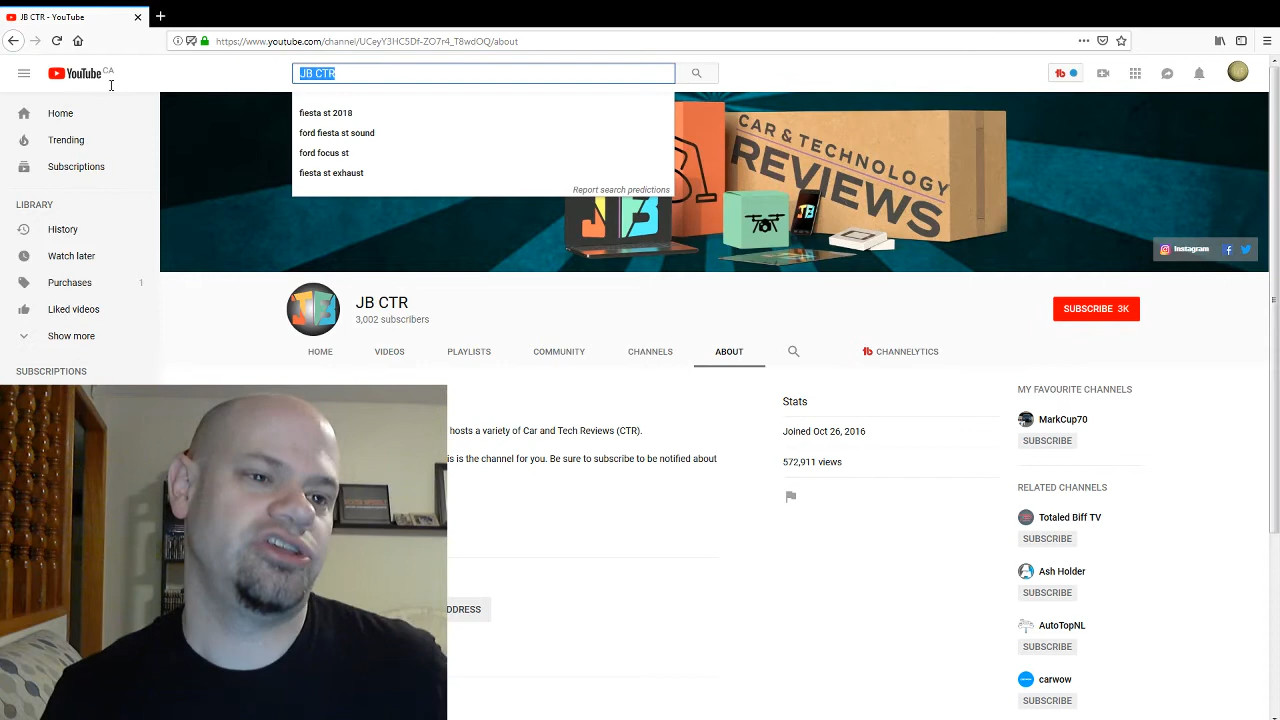 JB CTR - YouTube
https://www.youtube.com/channel/UCeyY3HC5Df-ZO7r4_T8wdOQ/about
YouTube CA
JB CTR
tb
fiesta st 2018
ford fiesta st sound
ford focus st
fiesta st exhaust
Report search predictions
Home
Trending
Subscriptions
LIBRARY
History
Watch later
Purchases 1
Liked videos
Show more
SUBSCRIPTIONS
CAR & TECHNOLOGY
REVIEWS
JB
Instagram
JB
JB CTR
3,002 subscribers
SUBSCRIBE 3K
HOME VIDEOS PLAYLISTS COMMUNITY CHANNELS ABOUT tb CHANNELYTICS
hosts a variety of Car and Tech Reviews (CTR).
is is the channel for you. Be sure to subscribe to be notified about
DDRESS
Stats
Joined Oct 26, 2016
572,911 views
MY FAVOURITE CHANNELS
MarkCup70
SUBSCRIBE
RELATED CHANNELS
Totaled Biff TV
SUBSCRIBE
Ash Holder
SUBSCRIBE
AutoTopNL
SUBSCRIBE
carwow
SUBSCRIBE